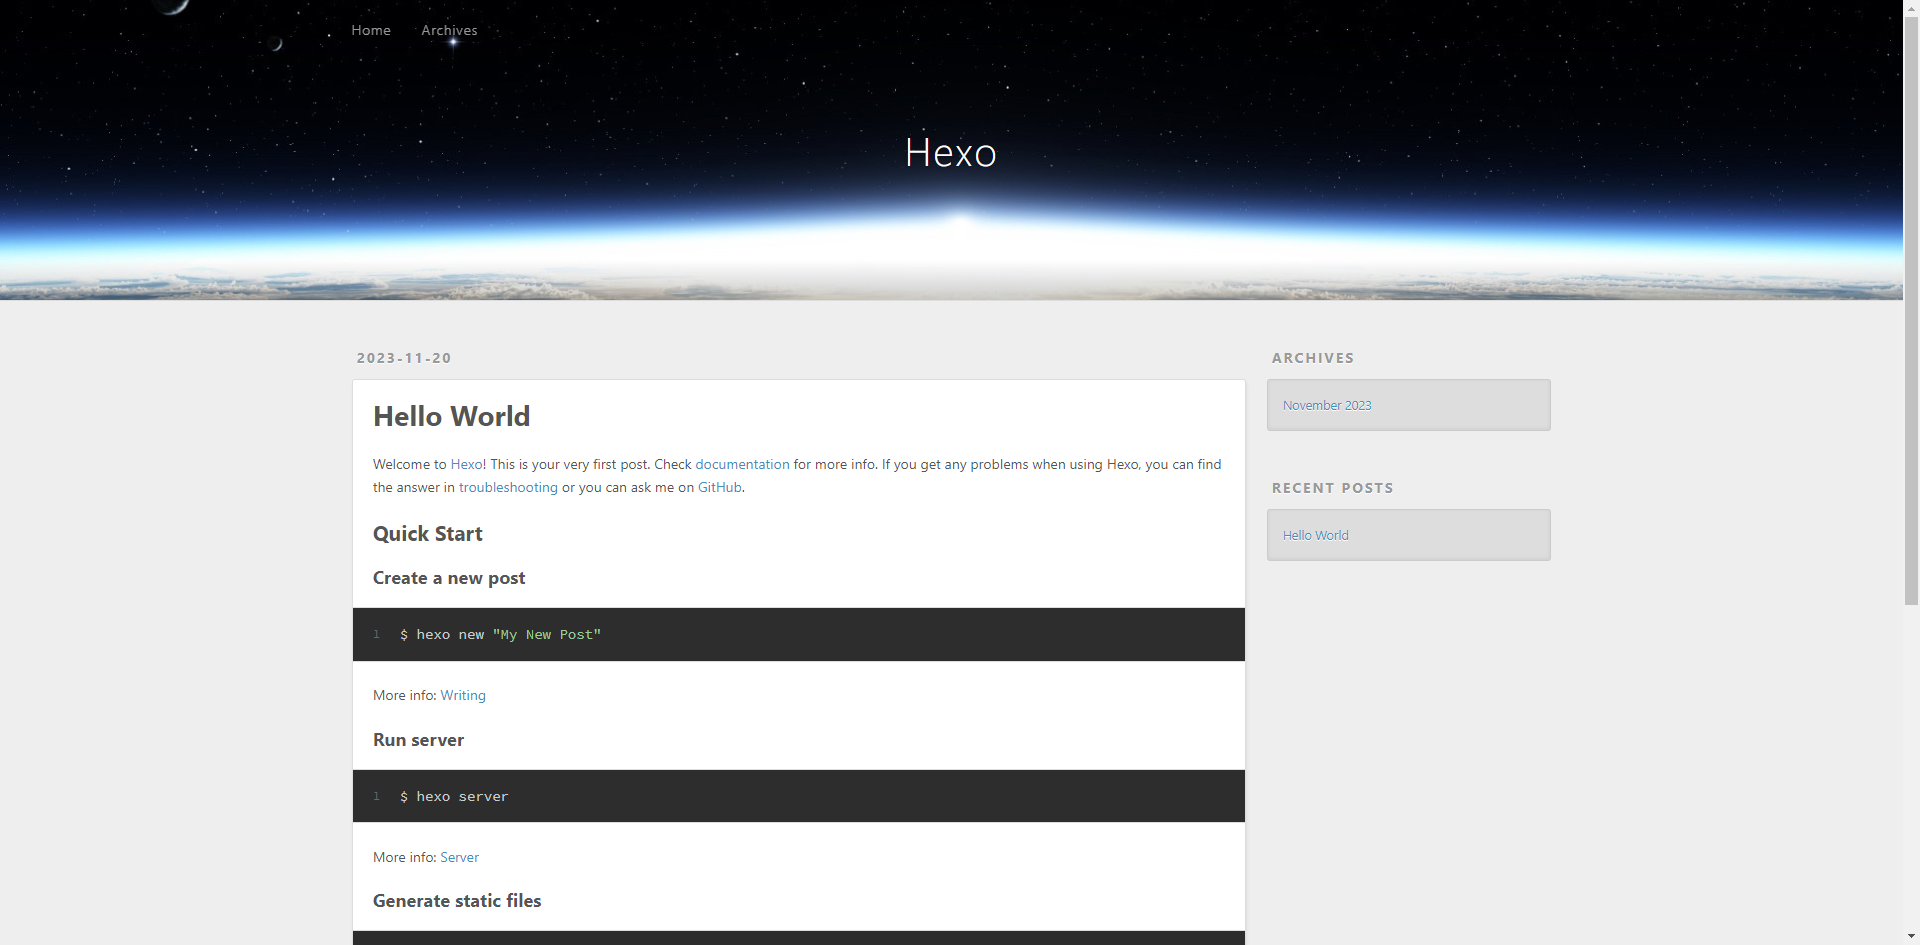 Home Archives
Hexo
2023-11-20
Hello World
Welcome to Hexo! This is your very first post. Check documentation for more info. If you get any problems when using Hexo, you can find
the answer in troubleshooting or you can ask me on GitHub.
Quick Start
Create a new post
1 $ hexo new "My New Post"
More info: Writing
Run server
1 $ hexo server
More info: Server
Generate static files
ARCHIVES
November 2023
RECENT POSTS
Hello World